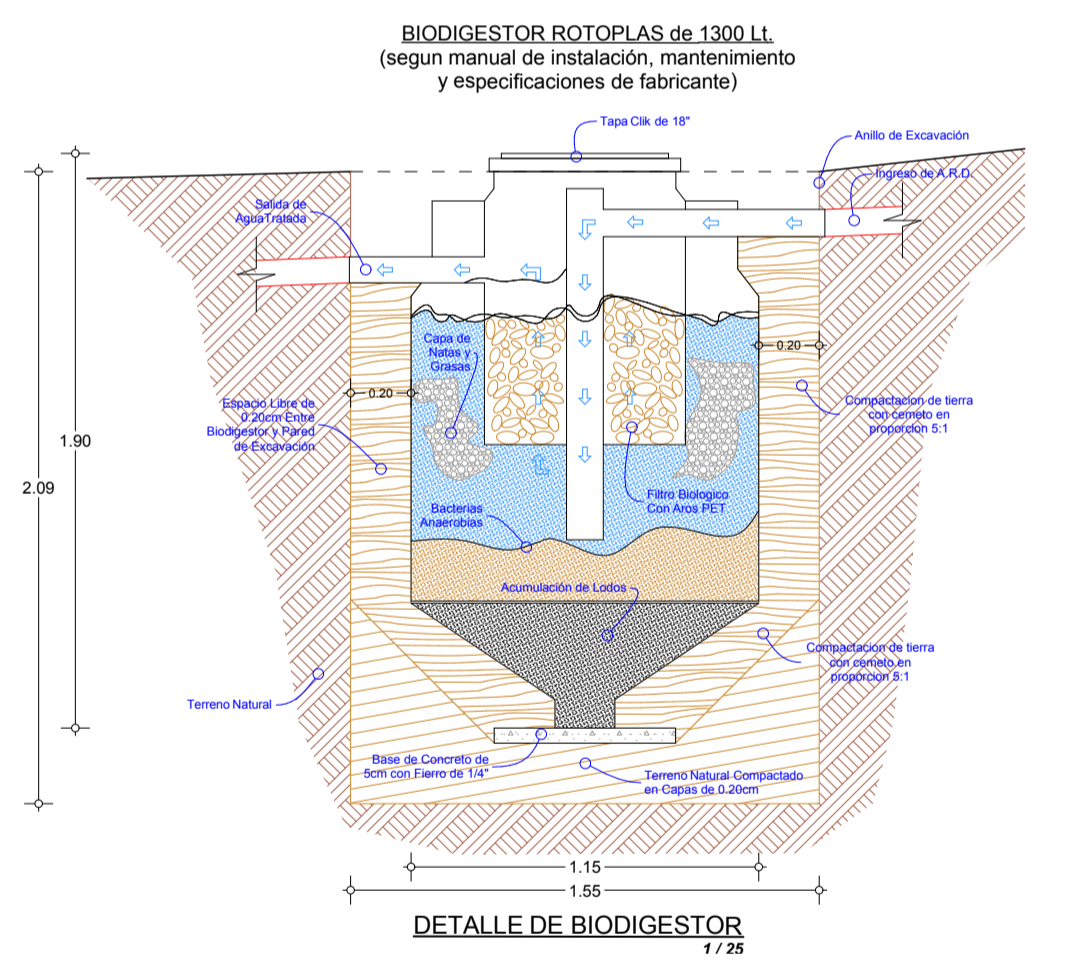 BIODIGESTOR ROTOPLAS de 1300 Lt.
(segun manual de instalación, mantenimiento
y especificaciones de fabricante)
Tapa Clik de 18"
Anillo de Excavación
Ingreso de A.R.D.
Salida de
AguaTratada
Capa de
Natas y
Grasas
0.20
0.20
Espacio Libre de
0.20cm Entre
Biodigestor y Pared
de Excavación
Compactacion de tierra
con cemeto en
proporcion 5:1
1.90
2.09
Filtro Biologico
Con Aros PET
Bacterias
Anaerobias
Acumulación de Lodos
Compactacion de tierra
con cemeto en
proporcion 5:1
Terreno Natural
Base de Concreto de
5cm con Fierro de 1/4"
Terreno Natural Compactado
en Capas de 0.20cm
1.15
1.55
DETALLE DE BIODIGESTOR
1 / 25